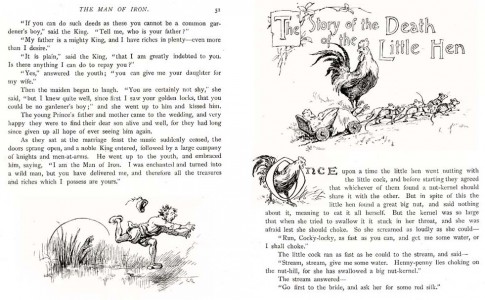 THE MAN OF IRON. 31
"If you can do such deeds as these you cannot be a common gar-
dener's boy," said the King. "Tell me, who is your father?"
"My father is a mighty King, and I have riches in plenty—even more
than I desire."
"It is plain," said the King, "that I am greatly indebted to you.
Is there anything I can do to repay you?"
"Yes," answered the youth; "you can give me your daughter for
my wife."
Then the maiden began to laugh. "You are certainly not shy," she
said, "but I knew quite well, since first I saw your golden locks, that you
could be no gardener's boy;" and she went up to him and kissed him.
The young Prince's father and mother came to the wedding, and very
happy they were to find their dear son alive and well, for they had long
since given up all hope of ever seeing him again.
As they sat at the marriage feast the music suddenly ceased, the
doors sprang open, and a noble King entered, followed by a large company
of knights and men-at-arms. He went up to the youth, and embraced
him, saying, "I am the Man of Iron. I was enchanted and turned into
a wild man, but you have delivered me, and therefore all the treasures
and riches which I possess are yours."
The Story of the Death
of the Little Hen
ONCE upon a time the little hen went nutting with
the little cock, and before starting they agreed
that whichever of them found a nut-kernel should
share it with the other. But in spite of this the
little hen found a great big nut, and said nothing
about it, meaning to eat it all herself. But the kernel was so large
that when she tried to swallow it it stuck in her throat, and she was
afraid lest she should choke. So she screamed as loudly as she could—
"Run, Cocky-locky, as fast as you can, and get me some water, or
I shall choke."
The little cock ran as fast as he could to the stream, and said—
"Stream, stream, give me some water. Henny-penny lies choking on
the nut-hill, for she has swallowed a big nut-kernel."
The stream answered—
"Go first to the bride, and ask her for some red silk."